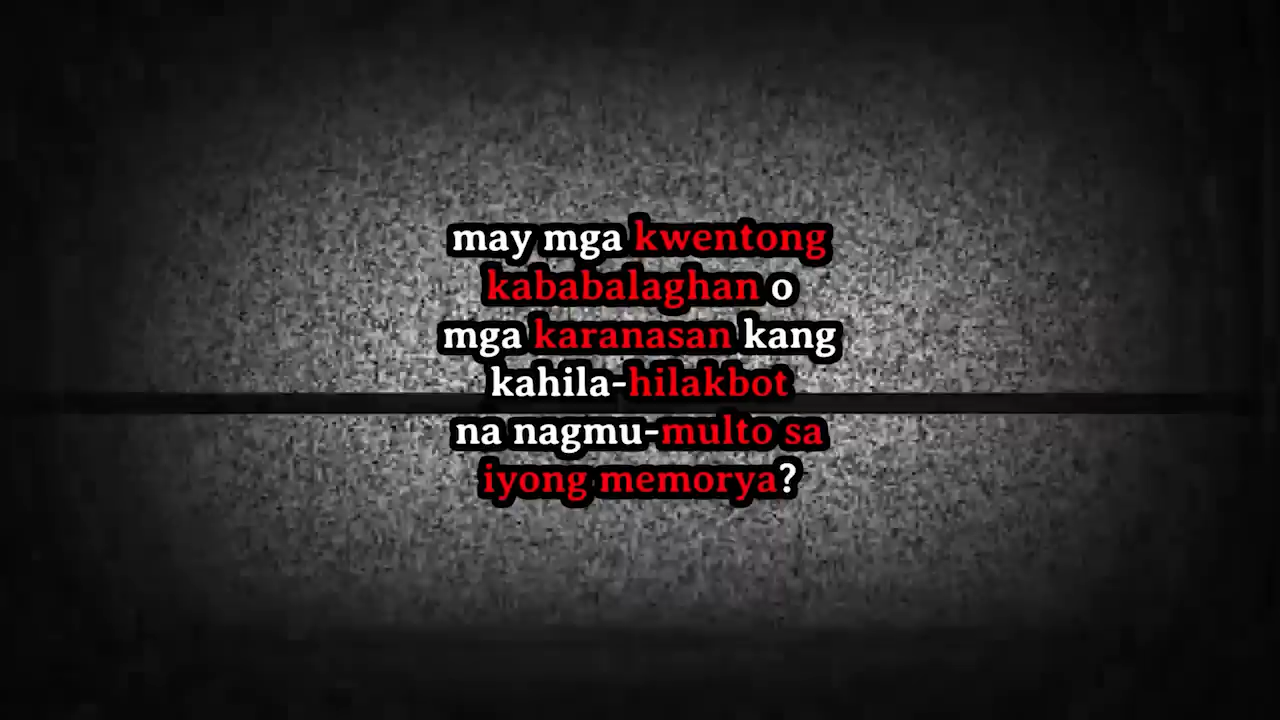 may mga kwentong
kababalaghan o
mga karanasan kang
kahila-hilakbot
na nagmu-multo sa
iyong memorya?